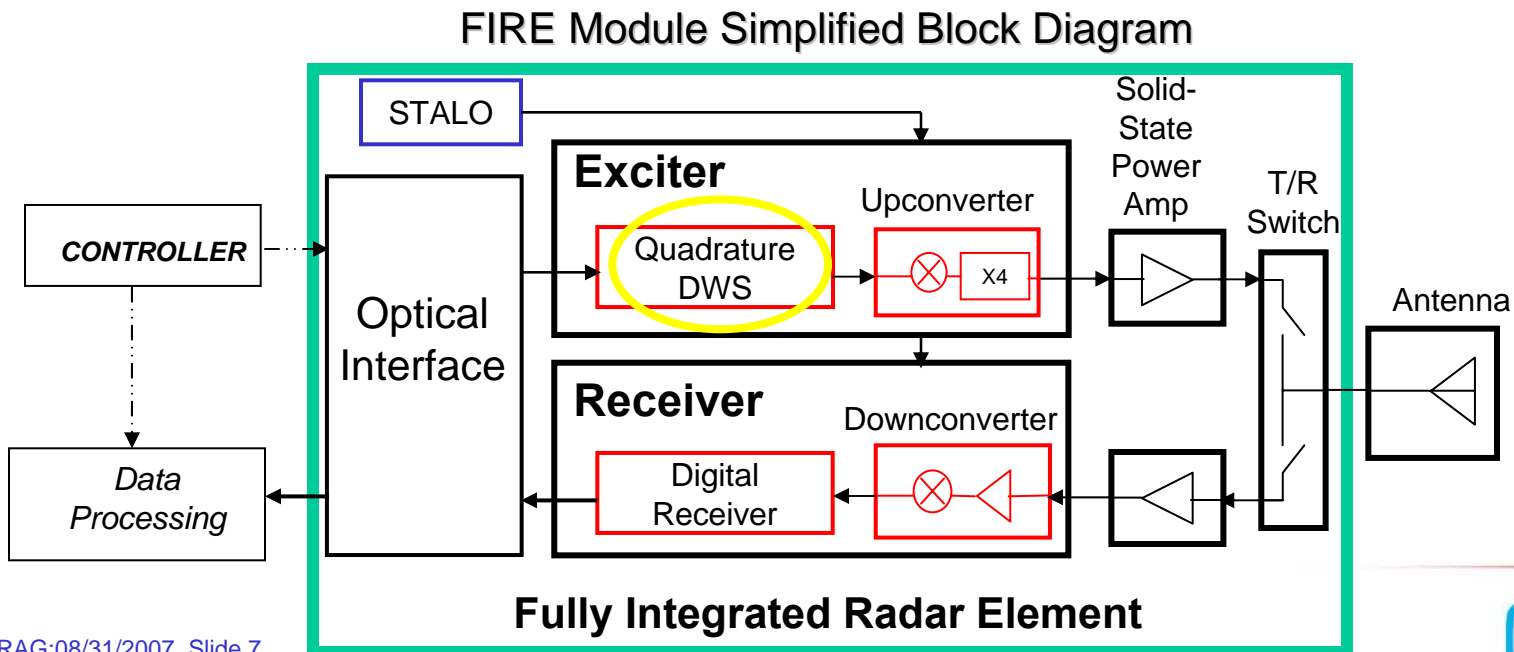 FIRE Module Simplified Block Diagram
STALO
Exciter
Quadrature
DWS
Upconverter
X4
Solid-
State
Power
Amp
T/R
Switch
CONTROLLER
Optical
Interface
Antenna
Receiver
Downconverter
Digital
Receiver
Data
Processing
Fully Integrated Radar Element
RAG:08/31/2007 Slide 7